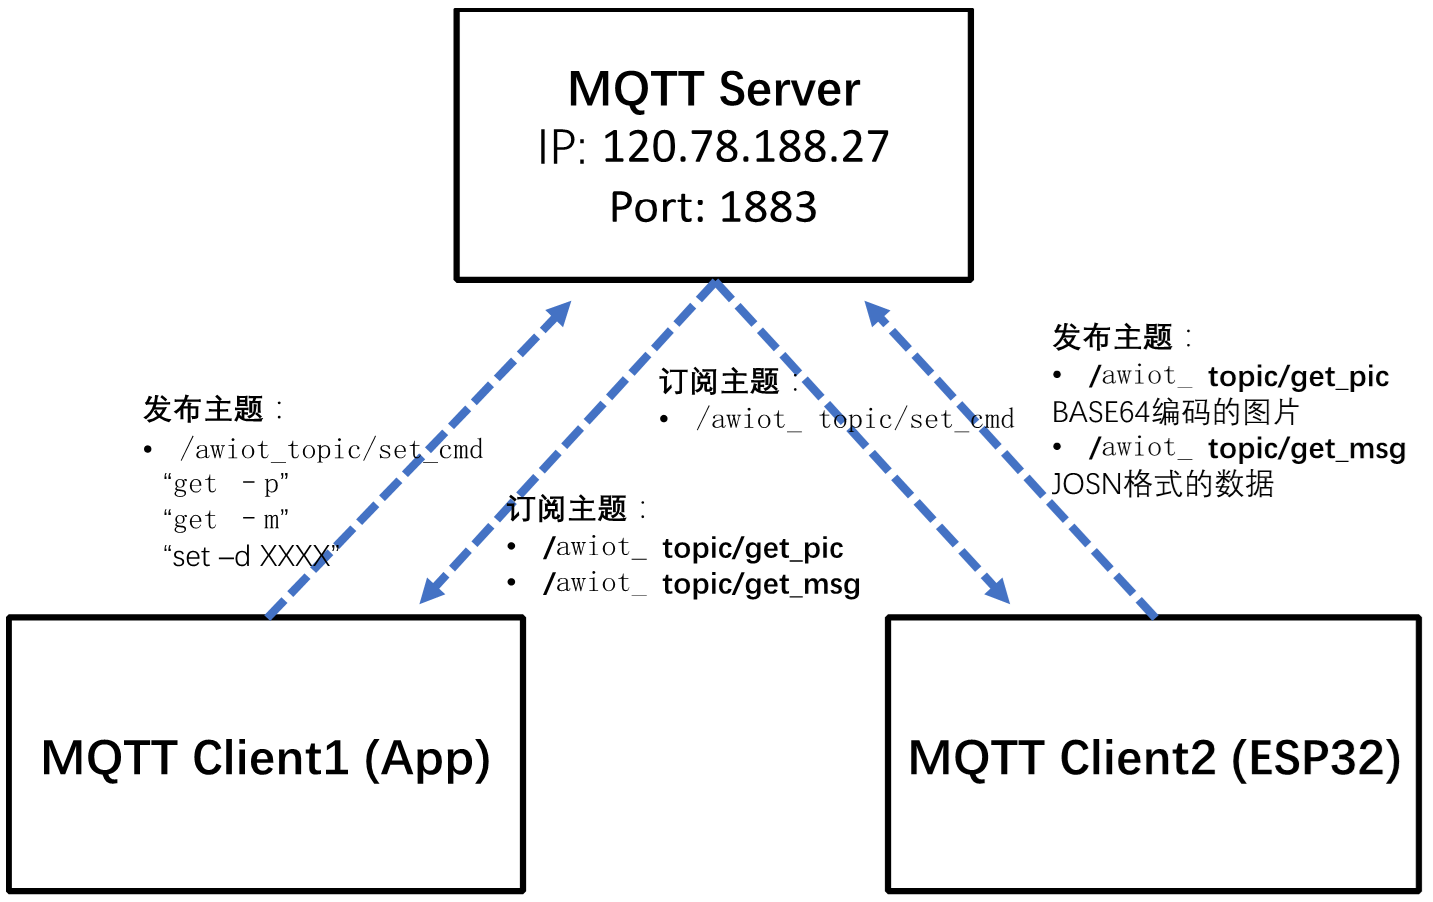 MQTT Server
IP: 120.78.188.27
Port: 1883
发布主题：
• /awiot_topic/set_cmd
“get －p”
“get －m”
“set –d XXXX”
订阅主题：
• /awiot_ topic/get_pic
• /awiot_ topic/get_msg
订阅主题：
• /awiot_ topic/set_cmd
发布主题：
• /awiot_ topic/get_pic
BASE64编码的图片
• /awiot_ topic/get_msg
JOSN格式的数据
MQTT Client1 (App)
MQTT Client2 (ESP32)